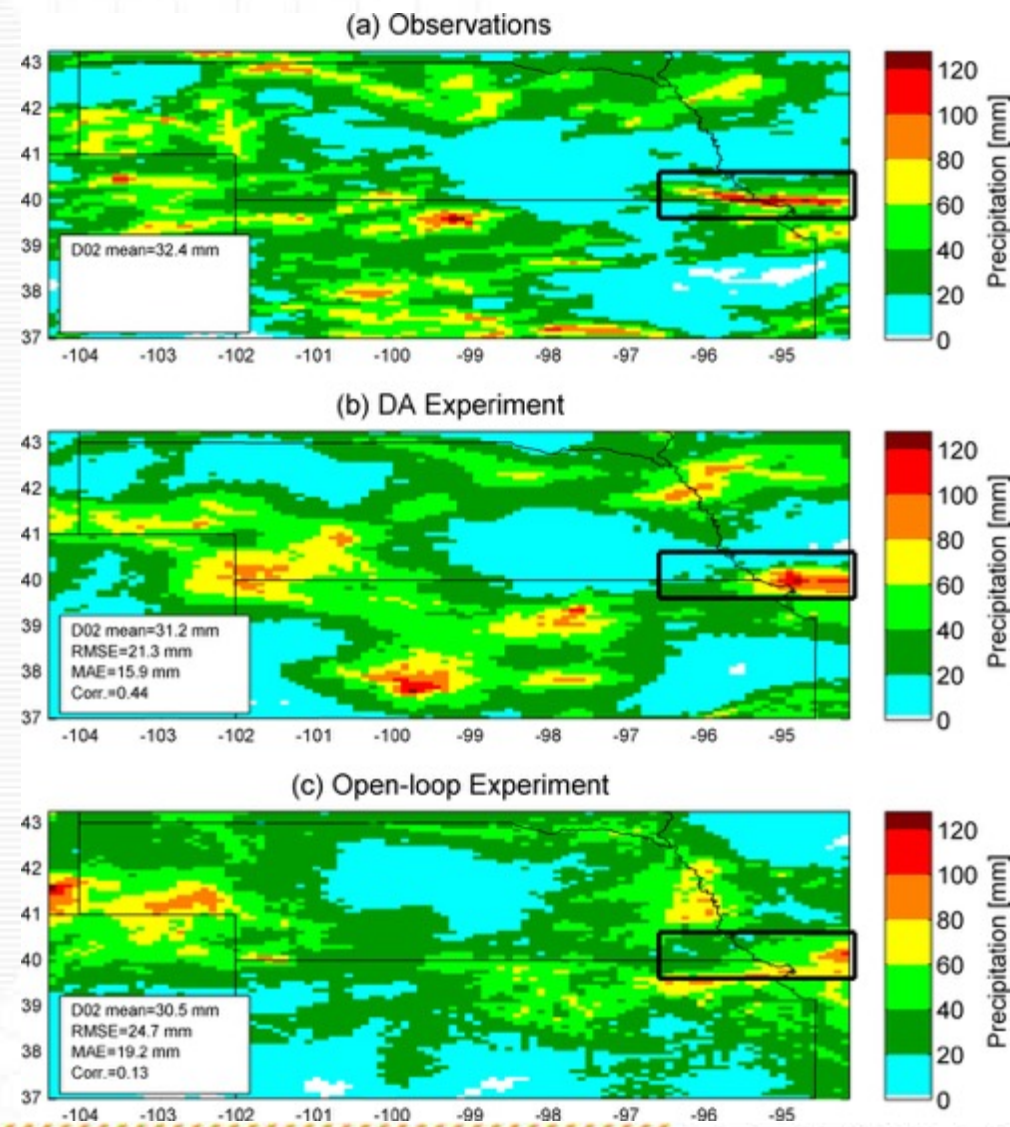 (a) Observations
43
42
41
40
39
38
37
D02 mean=32.4 mm
-104 -103 -102 -101 -100 -99 -98 -97 -96 -95
120
100
80
60
40
20
0
Precipitation [mm]
(b) DA Experiment
43
42
41
40
39
38
37
D02 mean=31.2 mm
RMSE=21.3 mm
MAE=15.9 mm
Corr.=0.44
-104 -103 -102 -101 -100 -99 -98 -97 -96 -95
120
100
80
60
40
20
0
Precipitation [mm]
(c) Open-loop Experiment
43
42
41
40
39
38
37
D02 mean=30.5 mm
RMSE=24.7 mm
MAE=19.2 mm
Corr.=0.13
-104 -103 -102 -101 -100 -99 -98 -97 -96 -95
120
100
80
60
40
20
0
Precipitation [mm]